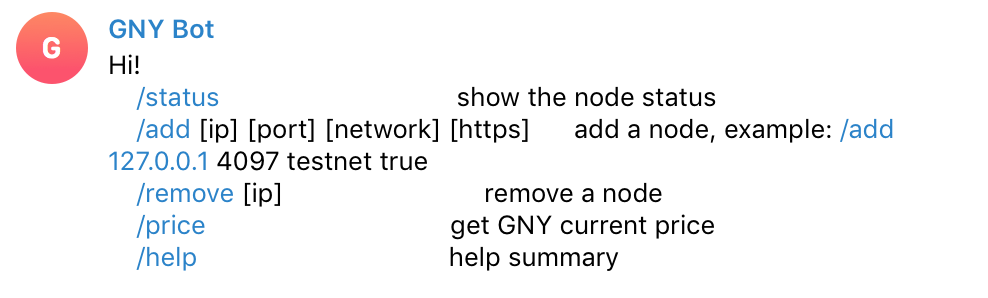 G
GNY Bot
Hi!
/status show the node status
/add [ip] [port] [network] [https] add a node, example: /add
127.0.0.1 4097 testnet true
/remove [ip] remove a node
/price get GNY current price
/help help summary